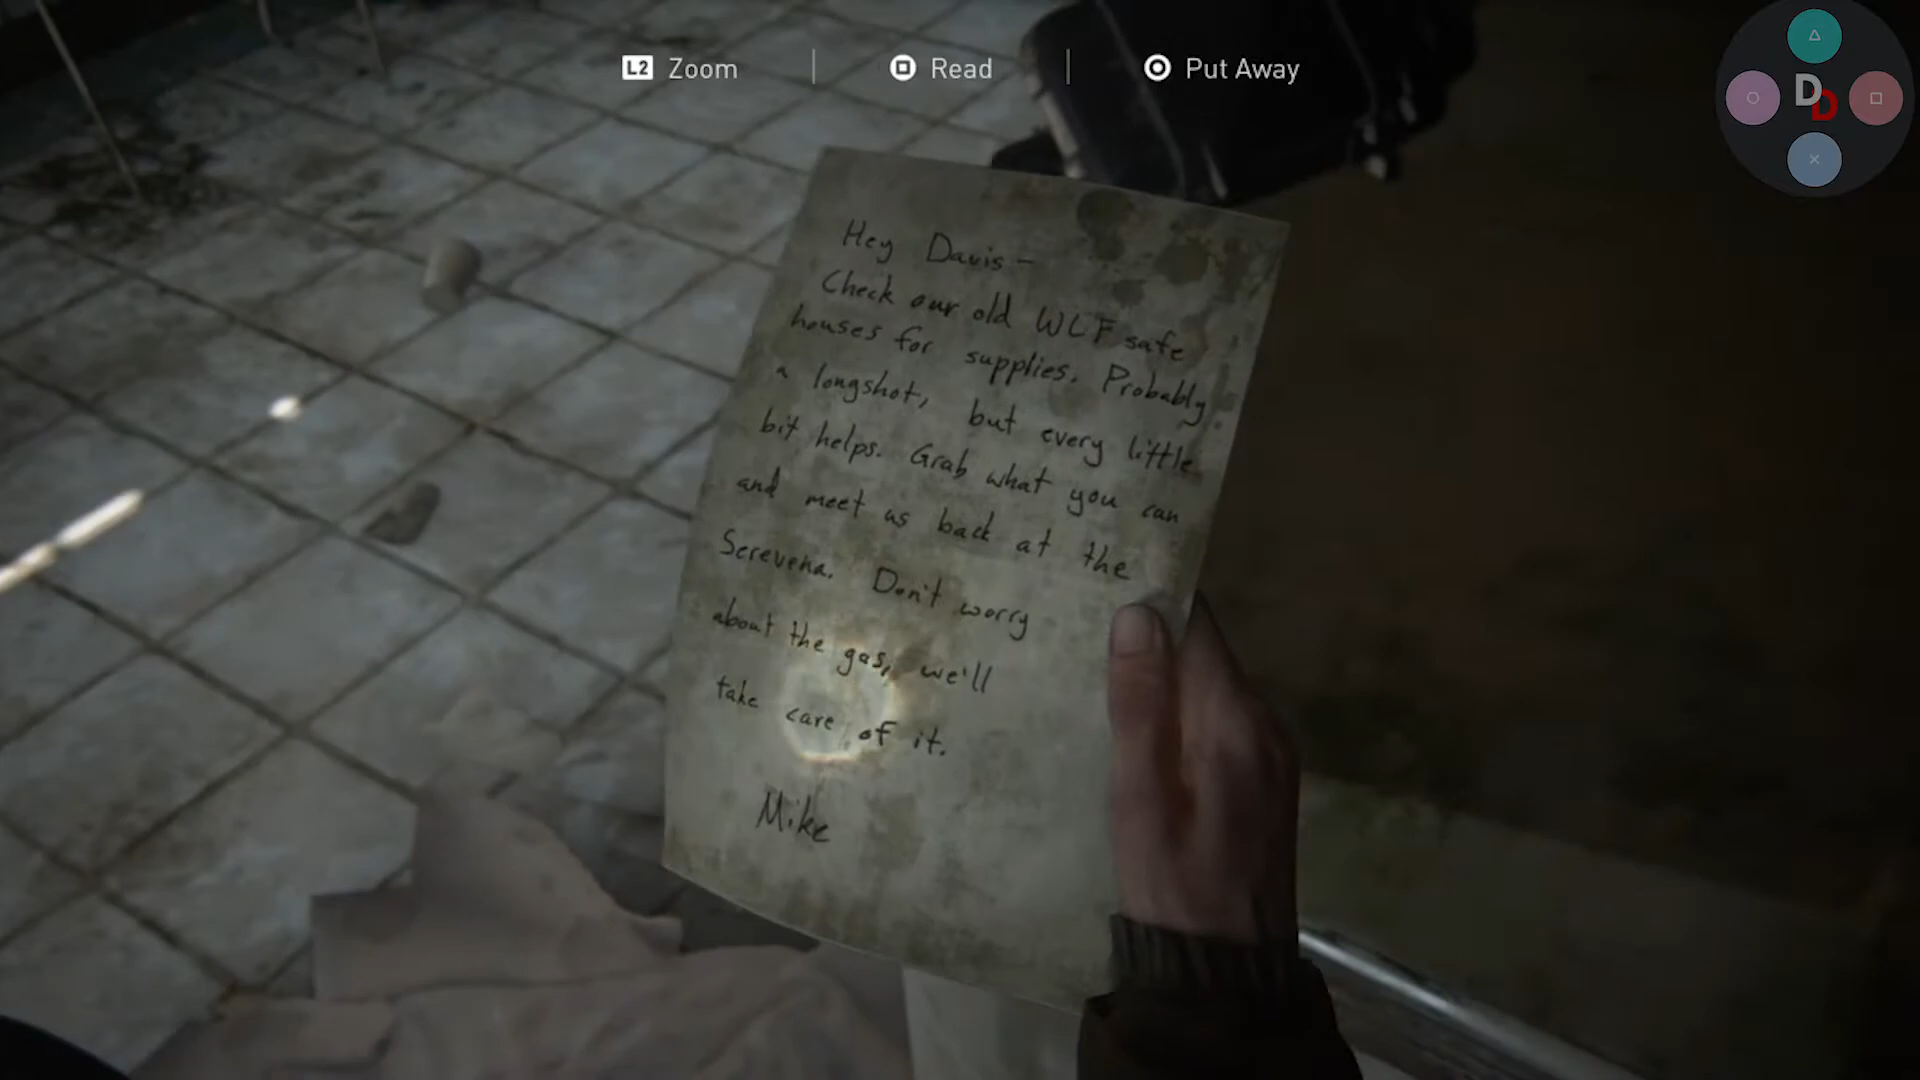 L2 Zoom | Read | Put Away
DD
Hey Davis -
Check our old WLF safe
houses for supplies. Probably
a longshot, but every little
bit helps. Grab what you can
and meet us back at the
Serevena. Don't worry
about the gas, we'll
take care of it.
Mike